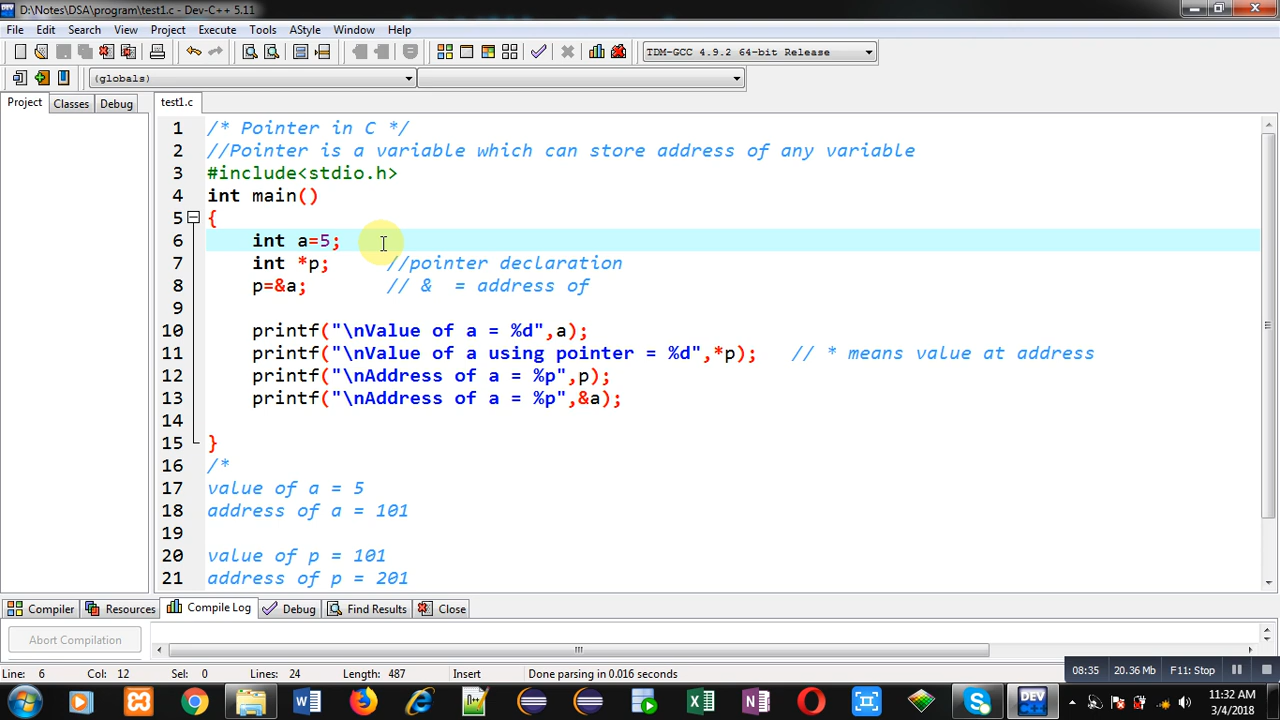 D:\Notes\DSA\program\test1.c - Dev-C++ 5.11
File Edit Search View Project Execute Tools AStyle Window Help
TDM-GCC 4.9.2 64-bit Release
(globals)
Project Classes Debug test1.c
1 /* Pointer in C */
2 //Pointer is a variable which can store address of any variable
3 #include<stdio.h>
4 int main()
5 {
6 int a=5;
7 int *p; //pointer declaration
8 p=&a; // & = address of
9
10 printf("\nValue of a = %d",a);
11 printf("\nValue of a using pointer = %d",*p); // * means value at address
12 printf("\nAddress of a = %p",p);
13 printf("\nAddress of a = %p",&a);
14
15 }
16 /*
17 value of a = 5
18 address of a = 101
19
20 value of p = 101
21 address of p = 201
Compiler Resources Compile Log Debug Find Results Close
Abort Compilation
Line: 6 Col: 12 Sel: 0 Lines: 24 Length: 487 Insert Done parsing in 0.016 seconds
08:35 20.36 Mb F11: Stop
11:32 AM
3/4/2018